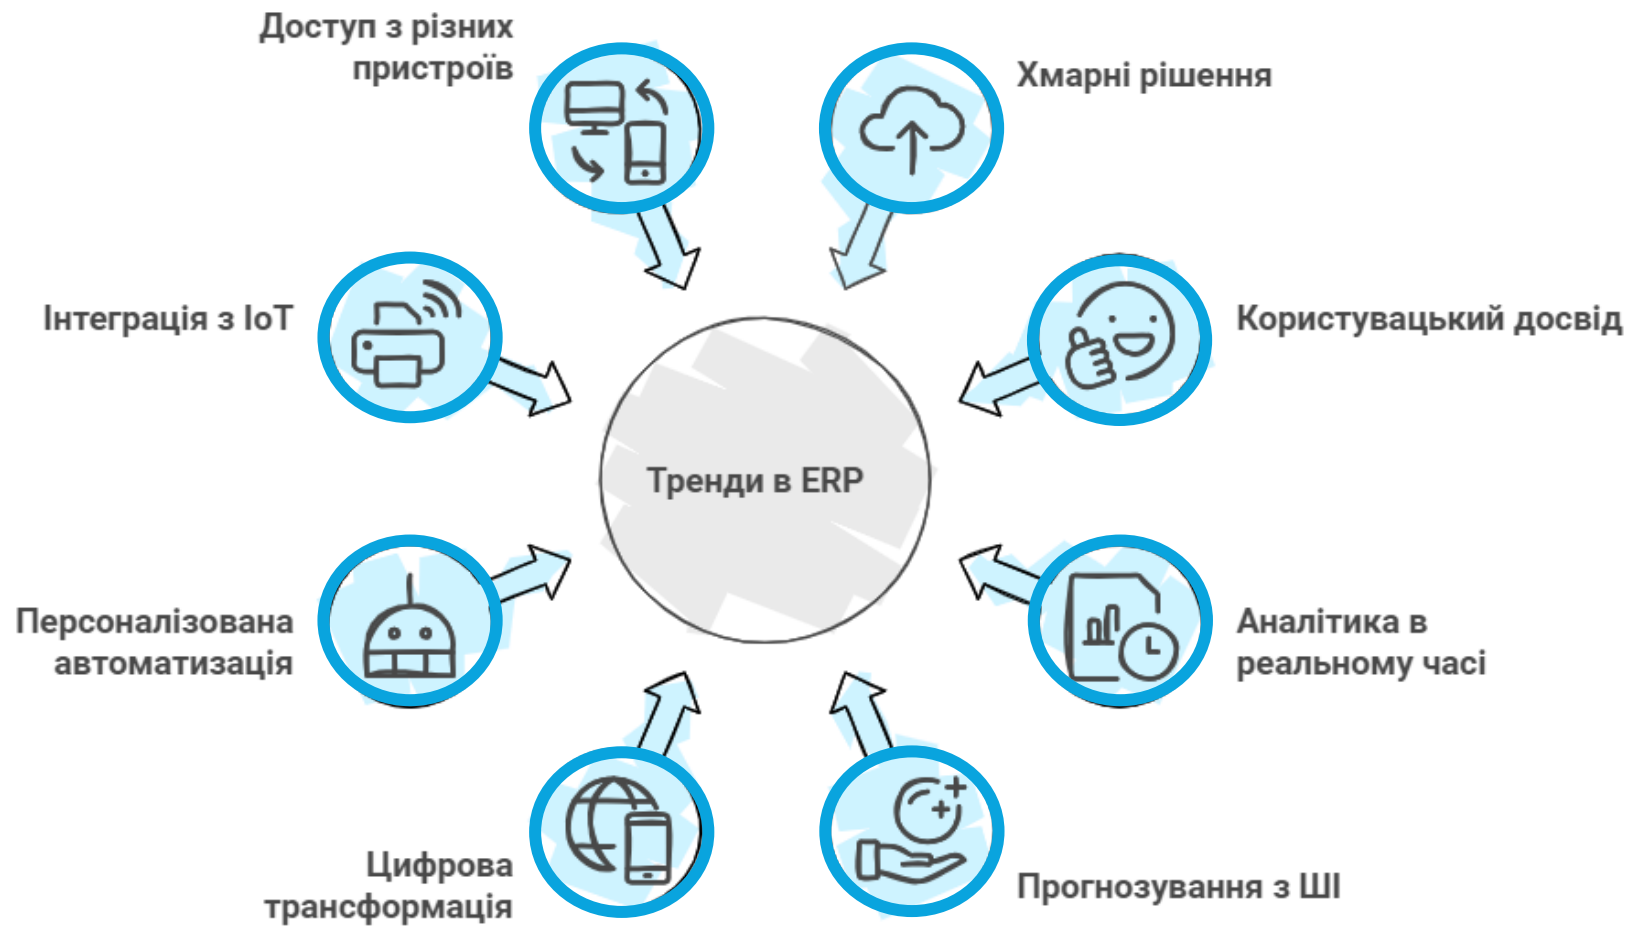 Доступ з різних
пристроїв
Хмарні рішення
Інтеграція з IoT
Користувацький досвід
Тренди в ERP
Персоналізована
автоматизація
Аналітика в
реальному часі
Цифрова
трансформація
Прогнозування з ШІ